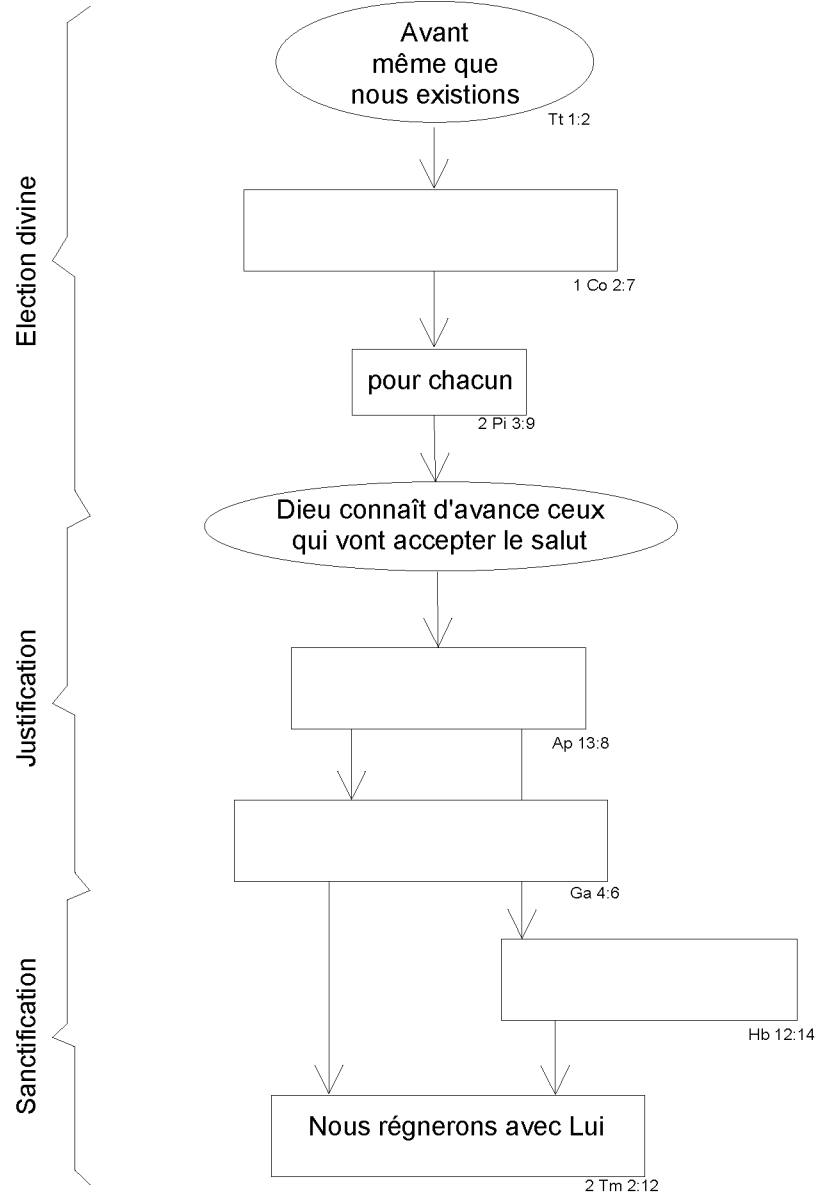 Avant
même que
nous existions
Tt 1:2
Election divine
1 Co 2:7
pour chacun
2 Pi 3:9
Dieu connaît d'avance ceux
qui vont accepter le salut
Justification
Ap 13:8
Ga 4:6
Sanctification
Hb 12:14
Nous régnerons avec Lui
2 Tm 2:12